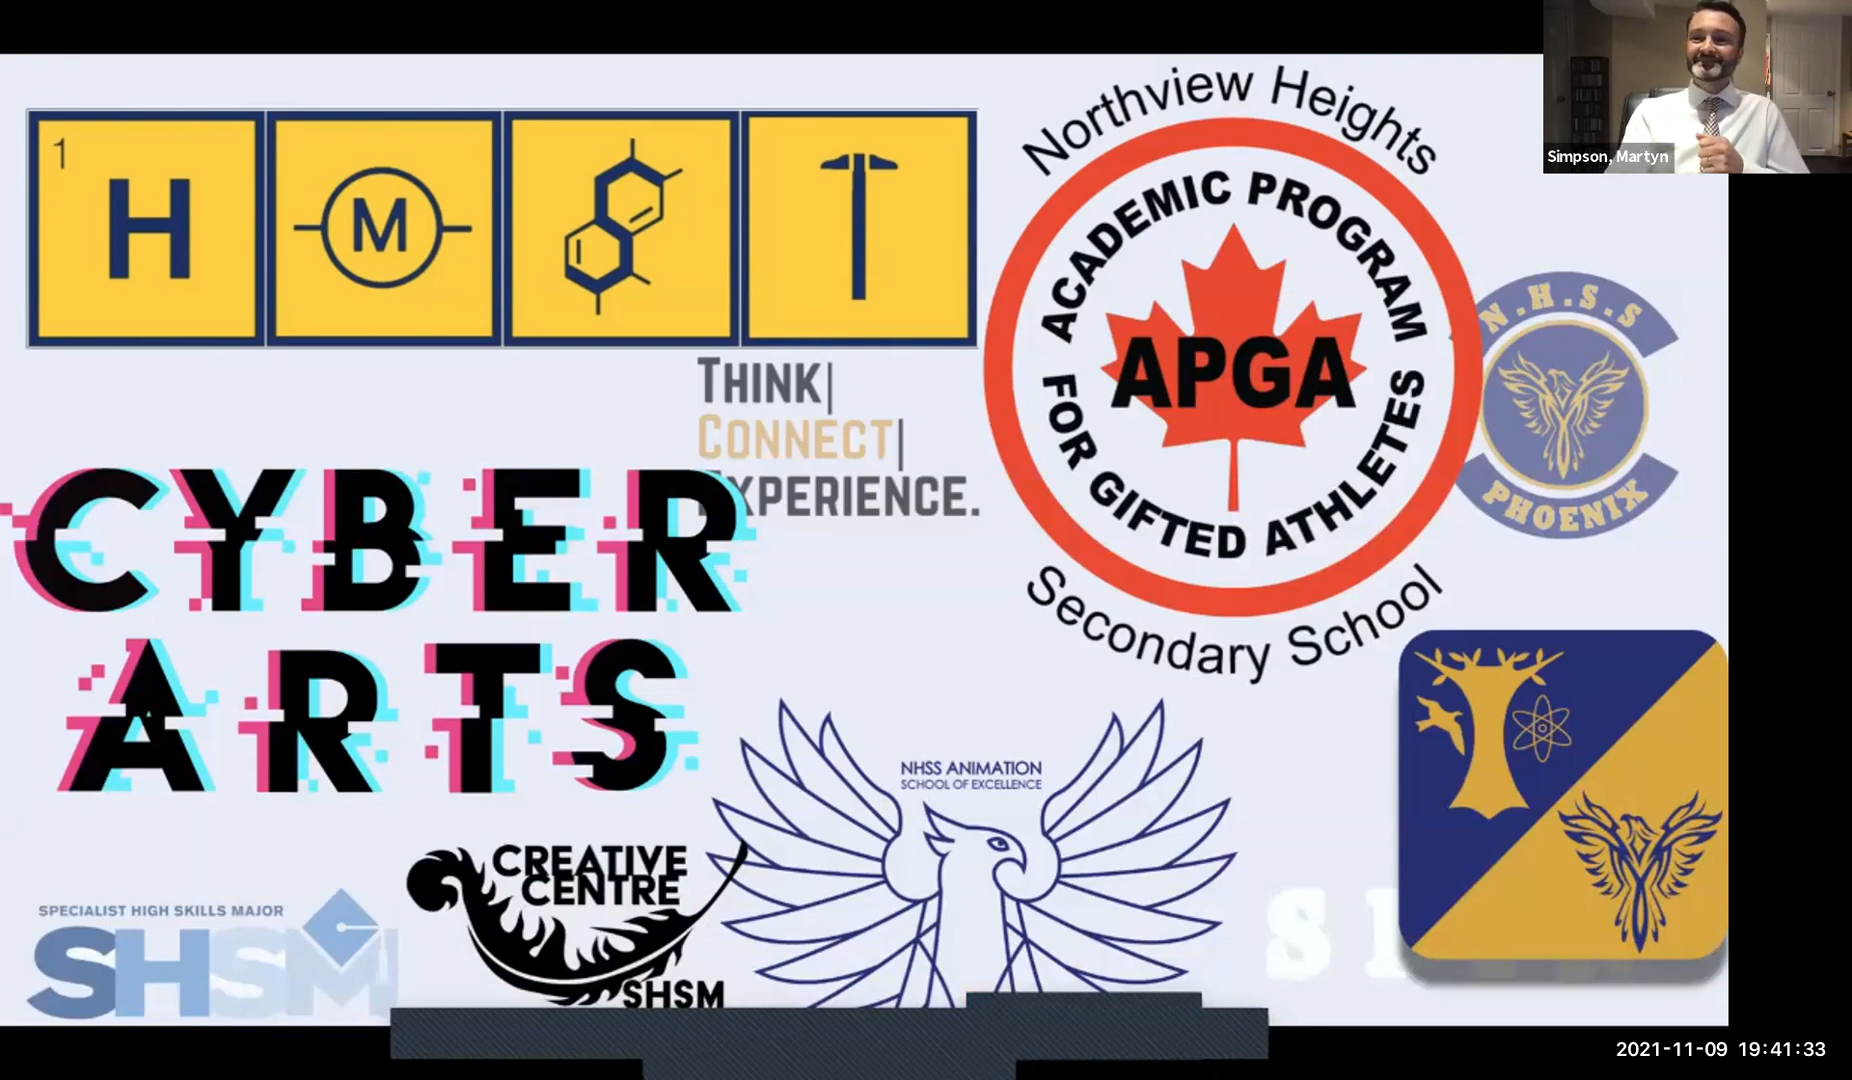 Simpson, Martyn
1
H
M
Northview Heights
ACADEMIC PROGRAM
APGA
FOR GIFTED ATHLETES
Secondary School
N.H.S.S
PHOENIX
THINK|
CONNECT|
EXPERIENCE.
CYBER
ARTS
NHSS ANIMATION
SCHOOL OF EXCELLENCE
CREATIVE
CENTRE
SHSM
SPECIALIST HIGH SKILLS MAJOR
SHSM
2021-11-09 19:41:33